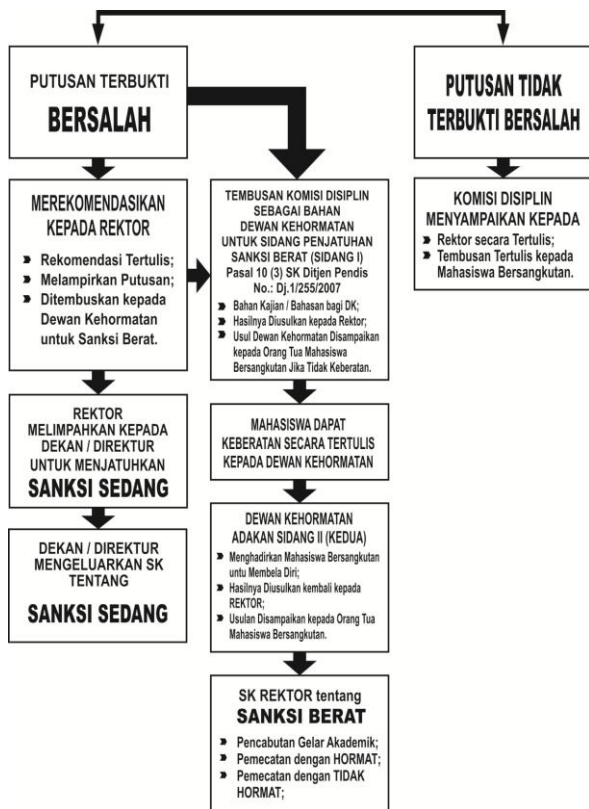 PUTUSAN TERBUKTI
BERSALAH
MEREKOMENDASIKAN
KEPADA REKTOR
Rekomendasi Tertulis;
Melampirkan Putusan;
Ditembuskan kepada
Dewan Kehormatan
untuk Sanksi Berat.
REKTOR
MELIMPAHKAN KEPADA
DEKAN / DIREKTUR
UNTUK MENJATUHKAN
SANKSI SEDANG
DEKAN / DIREKTUR
MENGELUARKAN SK
TENTANG
SANKSI SEDANG
TEMBUSAN KOMISI DISIPLIN
SEBAGAI BAHAN
DEWAN KEHORMATAN
UNTUK SIDANG PENJATUHAN
SANKSI BERAT (SIDANG I)
Pasal 10 (3) SK Ditjen Pendis
No.: Dj.1/255/2007
Bahan Kajian / Bahasan bagi DK;
Hasilnya Diusulkan kepada Rektor;
Usul Dewan Kehormatan Disampaikan
kepada Orang Tua Mahasiswa
Bersangkutan Jika Tidak Keberatan.
MAHASISWA DAPAT
KEBERATAN SECARA TERTULIS
KEPADA DEWAN KEHORMATAN
DEWAN KEHORMATAN
ADAKAN SIDANG II (KEDUA)
Menghadirkan Mahasiswa Bersangkutan
untu Membela Diri;
Hasilnya Diusulkan kembali kepada
REKTOR;
Usulan Disampaikan kepada Orang Tua
Mahasiswa Bersangkutan.
SK REKTOR tentang
SANKSI BERAT
Pencabutan Gelar Akademik;
Pemecatan dengan HORMAT;
Pemecatan dengan TIDAK
HORMAT;
PUTUSAN TIDAK
TERBUKTI BERSALAH
KOMISI DISIPLIN
MENYAMPAIKAN KEPADA
Rektor secara Tertulis;
Tembusan Tertulis kepada
Mahasiswa Bersangkutan.